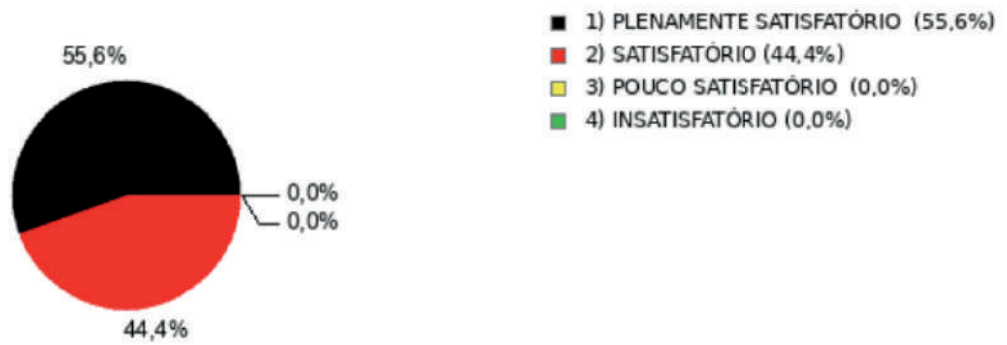 1) PLENAMENTE SATISFATÓRIO (55,6%)
2) SATISFATÓRIO (44,4%)
3) POUCO SATISFATÓRIO (0,0%)
4) INSATISFATÓRIO (0,0%)
55,6%
0,0%
0,0%
44,4%